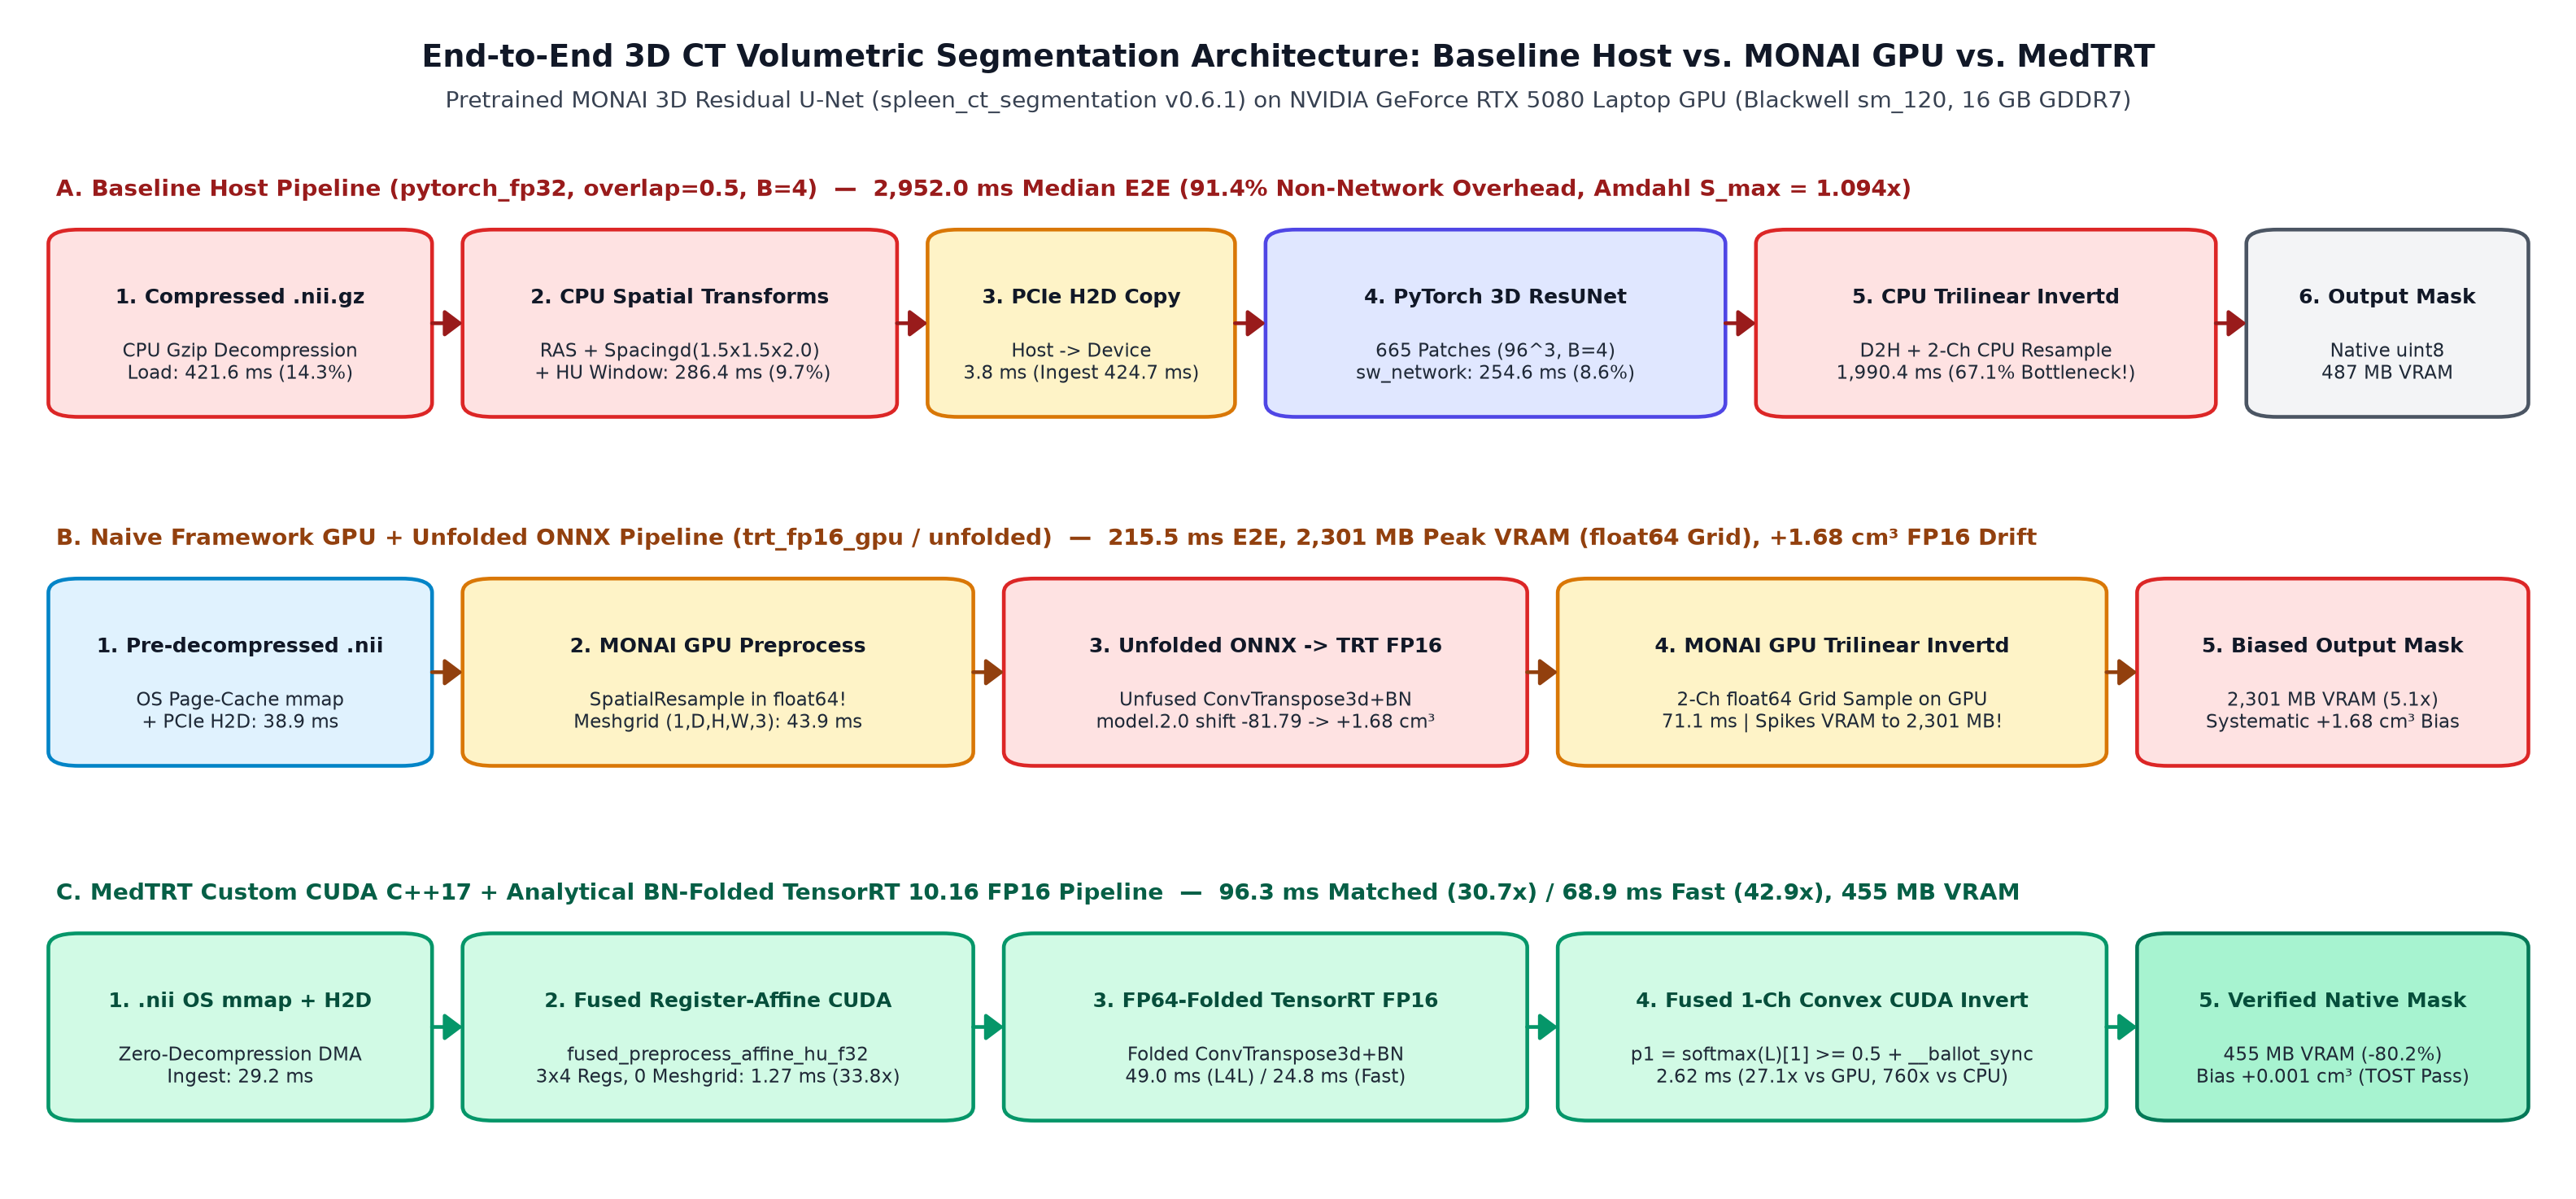 End-to-End 3D CT Volumetric Segmentation Architecture: Baseline Host vs. MONAI GPU vs. MedTRT
Pretrained MONAI 3D Residual U-Net (spleen_ct_segmentation v0.6.1) on NVIDIA GeForce RTX 5080 Laptop GPU (Blackwell sm_120, 16 GB GDDR7)
A. Baseline Host Pipeline (pytorch_fp32, overlap=0.5, B=4) — 2,952.0 ms Median E2E (91.4% Non-Network Overhead, Amdahl S_max = 1.094x)
1. Compressed .nii.gz
CPU Gzip Decompression
Load: 421.6 ms (14.3%)
2. CPU Spatial Transforms
RAS + Spacingd(1.5x1.5x2.0)
+ HU Window: 286.4 ms (9.7%)
3. PCIe H2D Copy
Host -> Device
3.8 ms (Ingest 424.7 ms)
4. PyTorch 3D ResUNet
665 Patches (96^3, B=4)
sw_network: 254.6 ms (8.6%)
5. CPU Trilinear Invertd
D2H + 2-Ch CPU Resample
1,990.4 ms (67.1% Bottleneck!)
6. Output Mask
Native uint8
487 MB VRAM
B. Naive Framework GPU + Unfolded ONNX Pipeline (trt_fp16_gpu / unfolded) — 215.5 ms E2E, 2,301 MB Peak VRAM (float64 Grid), +1.68 cm³ FP16 Drift
1. Pre-decompressed .nii
OS Page-Cache mmap
+ PCIe H2D: 38.9 ms
2. MONAI GPU Preprocess
SpatialResample in float64!
Meshgrid (1,D,H,W,3): 43.9 ms
3. Unfolded ONNX -> TRT FP16
Unfused ConvTranspose3d+BN
model.2.0 shift -81.79 -> +1.68 cm³
4. MONAI GPU Trilinear Invertd
2-Ch float64 Grid Sample on GPU
71.1 ms | Spikes VRAM to 2,301 MB!
5. Biased Output Mask
2,301 MB VRAM (5.1x)
Systematic +1.68 cm³ Bias
C. MedTRT Custom CUDA C++17 + Analytical BN-Folded TensorRT 10.16 FP16 Pipeline — 96.3 ms Matched (30.7x) / 68.9 ms Fast (42.9x), 455 MB VRAM
1. .nii OS mmap + H2D
Zero-Decompression DMA
Ingest: 29.2 ms
2. Fused Register-Affine CUDA
fused_preprocess_affine_hu_f32
3x4 Regs, 0 Meshgrid: 1.27 ms (33.8x)
3. FP64-Folded TensorRT FP16
Folded ConvTranspose3d+BN
49.0 ms (L4L) / 24.8 ms (Fast)
4. Fused 1-Ch Convex CUDA Invert
p1 = softmax(L)[1] >= 0.5 + __ballot_sync
2.62 ms (27.1x vs GPU, 760x vs CPU)
5. Verified Native Mask
455 MB VRAM (-80.2%)
Bias +0.001 cm³ (TOST Pass)